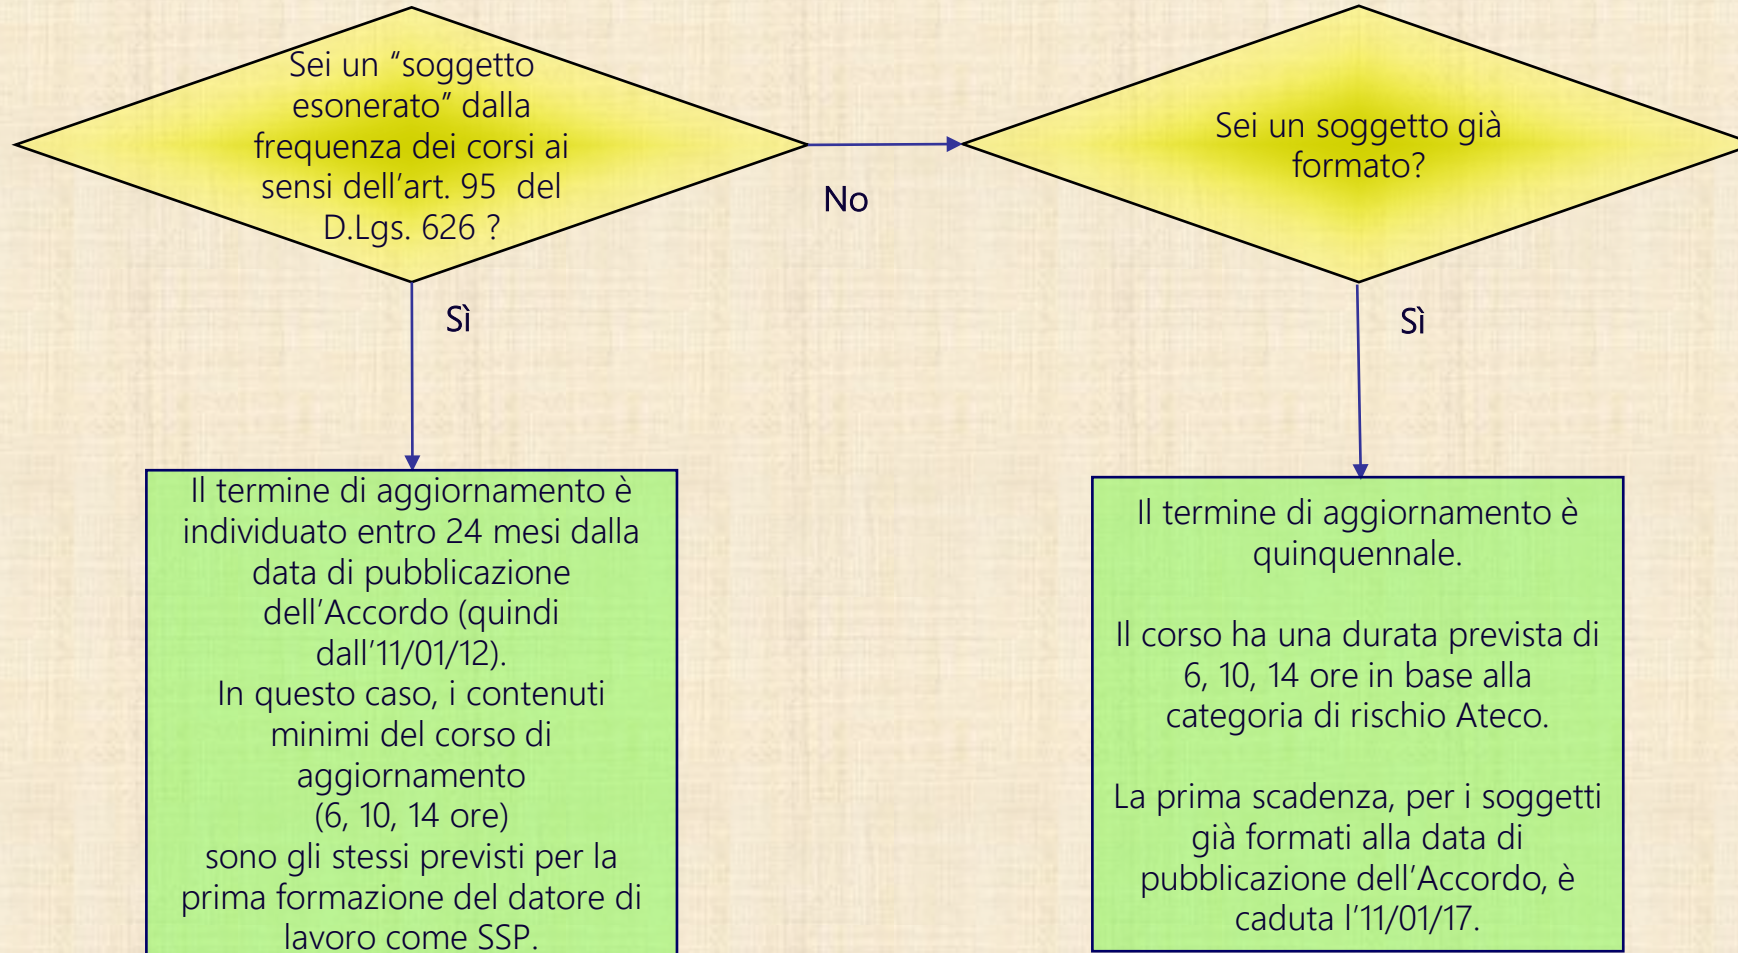 Sei un “soggetto
esonerato” dalla
frequenza dei corsi ai
sensi dell’art. 95  del
D.Lgs. 626 ?
No
Sei un soggetto già
formato?
Sì
Sì
Il termine di aggiornamento è
individuato entro 24 mesi dalla
data di pubblicazione
dell’Accordo (quindi
dall’11/01/12).
In questo caso, i contenuti
minimi del corso di
aggiornamento
(6, 10, 14 ore)
sono gli stessi previsti per la
prima formazione del datore di
lavoro come SSP.
Il termine di aggiornamento è
quinquennale.
Il corso ha una durata prevista di
6, 10, 14 ore in base alla
categoria di rischio Ateco.
La prima scadenza, per i soggetti
già formati alla data di
pubblicazione dell’Accordo, è
caduta l’11/01/17.